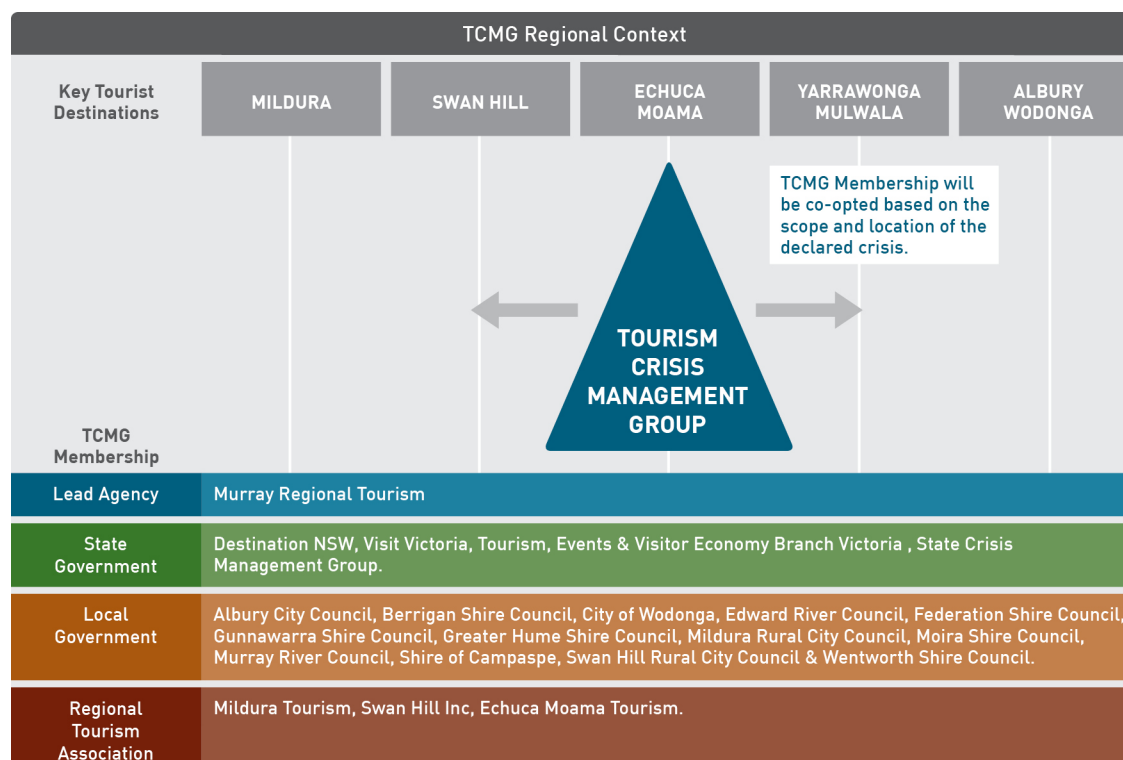 TCMG Regional Context
Key Tourist
Destinations
MILDURA
SWAN HILL
ECHUCA
MOAMA
YARRAWONGA
MULWALA
ALBURY
WODONGA
TCMG Membership will
be co-opted based on the
scope and location of the
declared crisis.
TOURISM
CRISIS
MANAGEMENT
GROUP
TCMG
Membership
Lead Agency
Murray Regional Tourism
State
Government
Destination NSW, Visit Victoria, Tourism, Events & Visitor Economy Branch Victoria , State Crisis
Management Group.
Local
Government
Albury City Council, Berrigan Shire Council, City of Wodonga, Edward River Council, Federation Shire Council,
Gunnawarra Shire Council, Greater Hume Shire Council, Mildura Rural City Council, Moira Shire Council,
Murray River Council, Shire of Campaspe, Swan Hill Rural City Council & Wentworth Shire Council.
Regional
Tourism
Association
Mildura Tourism, Swan Hill Inc, Echuca Moama Tourism.